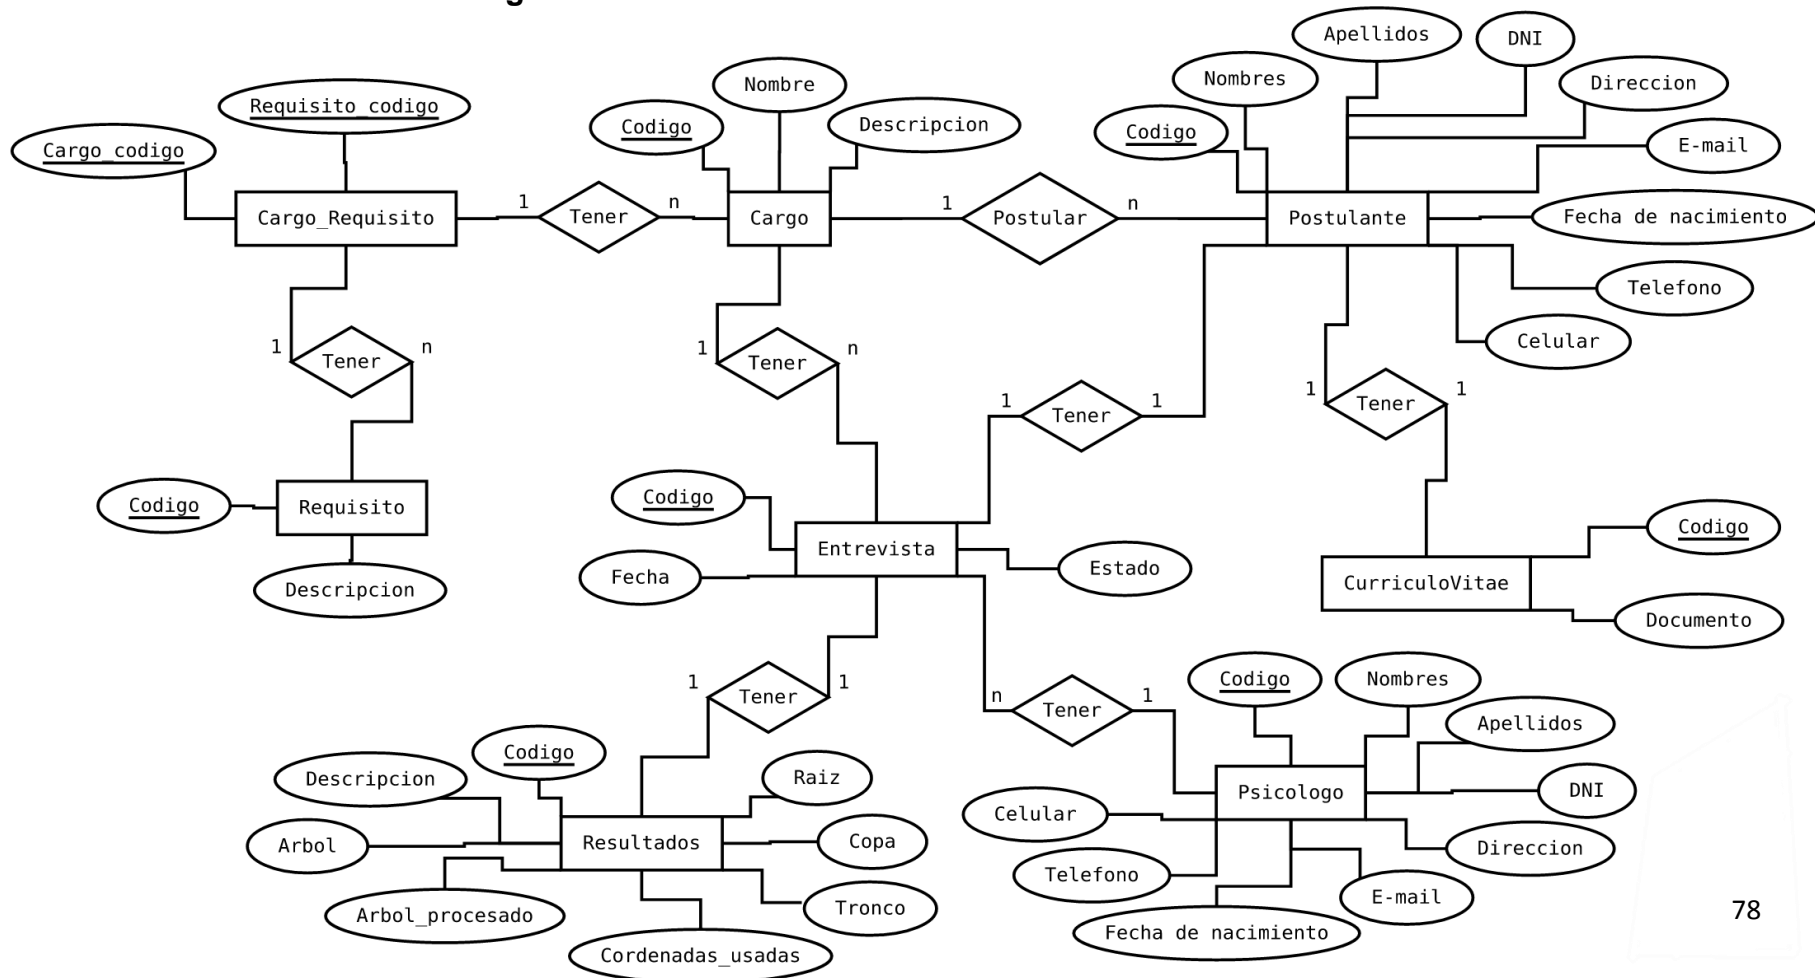 Apellidos
DNI
Nombre
Nombres
Direccion
Requisito_codigo
Codigo
Descripcion
Codigo
E-mail
Cargo_codigo
Cargo_Requisito
1
Tener
n
Cargo
1
Postular
n
Postulante
Fecha de nacimiento
Telefono
Celular
1
Tener
n
1
Tener
n
1
Tener
1
1
Tener
1
Codigo
Requisito
Descripcion
Codigo
Entrevista
Fecha
Estado
Codigo
CurriculoVitae
Documento
1
Tener
1
n
Tener
1
Codigo
Nombres
Apellidos
Psicologo
DNI
Celular
Direccion
Telefono
E-mail
Fecha de nacimiento
Codigo
Descripcion
Raiz
Arbol
Resultados
Copa
Arbol_procesado
Tronco
Cordenadas_usadas
78